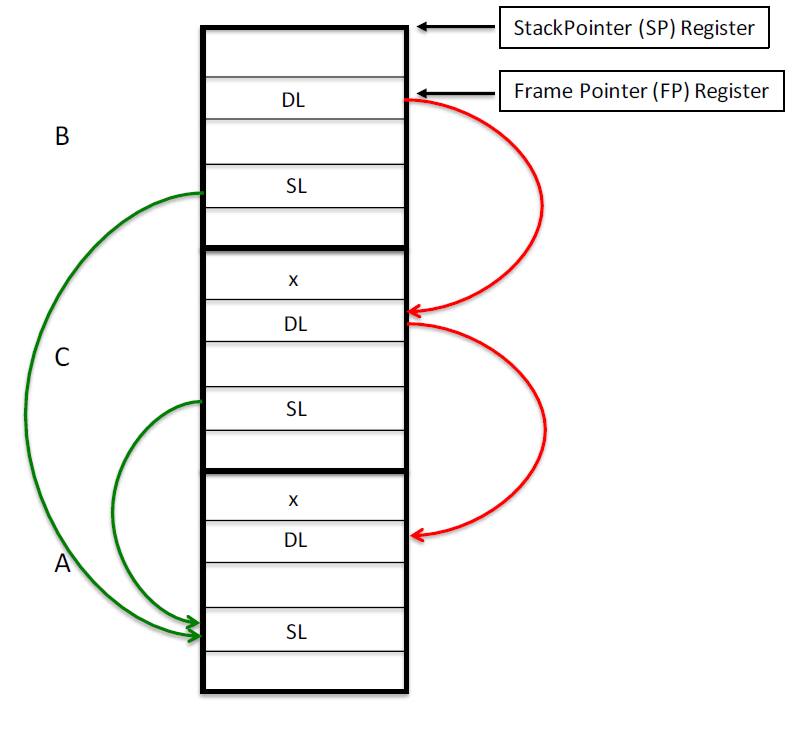 StackPointer (SP) Register
DL
Frame Pointer (FP) Register
B
SL
x
DL
C
SL
x
DL
A
SL